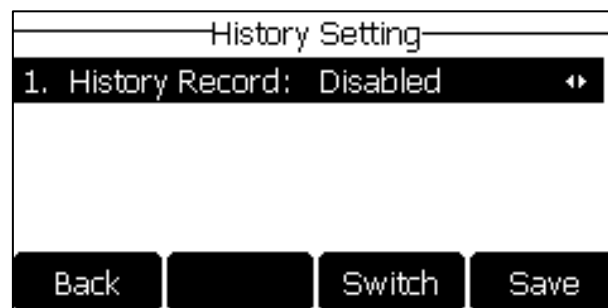 History Setting
1. History Record: Disabled
Back Switch Save